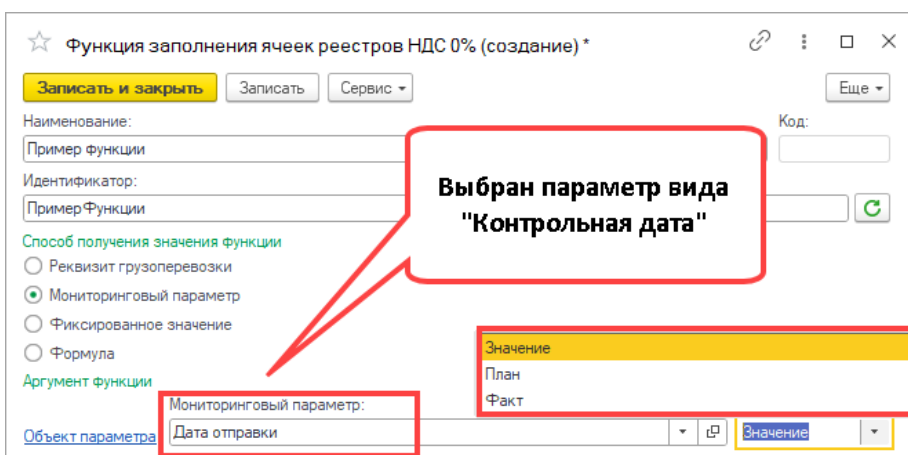 Функция заполнения ячеек реестров НДС 0% (создание) *
Записать и закрыть Записать Сервис Еще
Наименование: Код:
Пример функции
Выбран параметр вида
"Контрольная дата"
Идентификатор:
ПримерФункции
Способ получения значения функции
Реквизит грузоперевозки
Мониторинговый параметр
Фиксированное значение
Формула
Значение
План
Факт
Аргумент функции
Мониторинговый параметр:
Объект параметра Дата отправки Значение